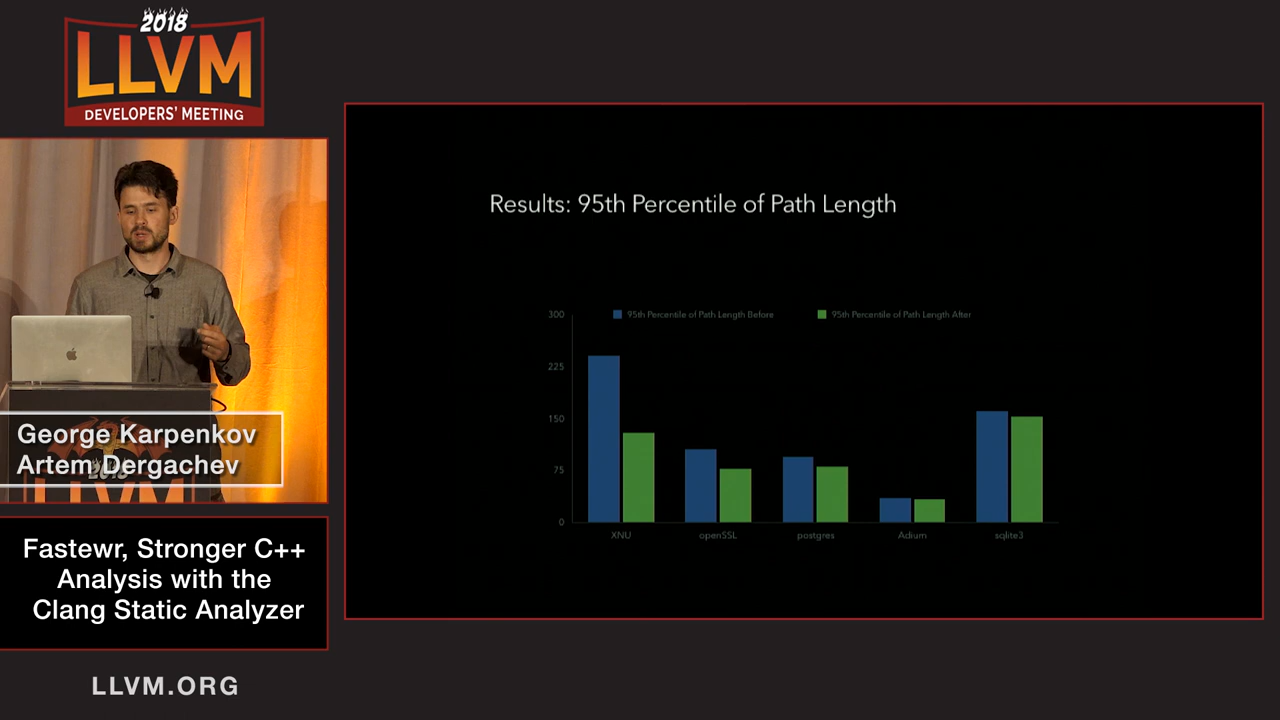 2018
LLVM
DEVELOPERS' MEETING
George Karpenkov
Artem Dergachev
2018
LLVM
Fastewr, Stronger C++
Analysis with the
Clang Static Analyzer
LLVM.ORG
Results: 95th Percentile of Path Length
95th Percentile of Path Length Before
95th Percentile of Path Length After
300
225
150
75
0
XNU openSSL postgres Adium sqlite3